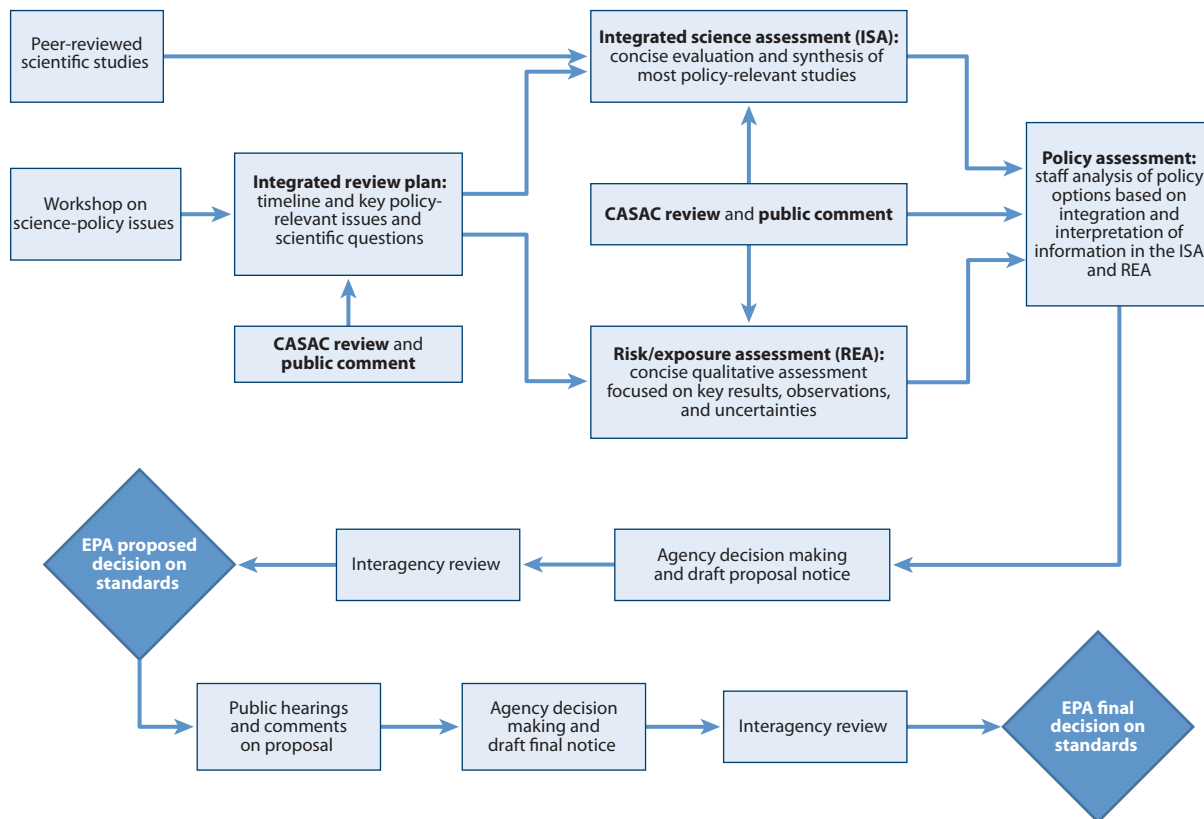 Peer-reviewed
scientific studies
Integrated science assessment (ISA):
concise evaluation and synthesis of
most policy-relevant studies
Workshop on
science-policy issues
Integrated review plan:
timeline and key policy-
relevant issues and
scientific questions
CASAC review and public comment
Policy assessment:
staff analysis of policy
options based on
integration and
interpretation of
information in the ISA
and REA
CASAC review and
public comment
Risk/exposure assessment (REA):
concise qualitative assessment
focused on key results, observations,
and uncertainties
EPA proposed
decision on
standards
Interagency review
Agency decision making
and draft proposal notice
Public hearings
and comments
on proposal
Agency decision
making and
draft final notice
Interagency review
EPA final
decision on
standards